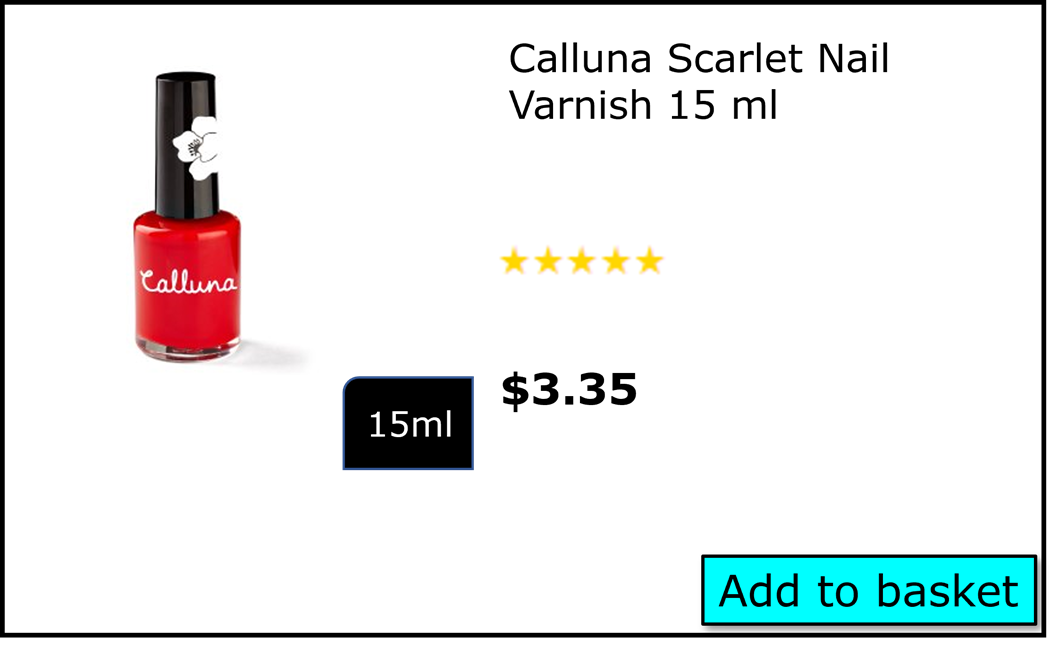 Calluna Scarlet Nail
Varnish 15 ml
Calluna
$3.35
15ml
Add to basket